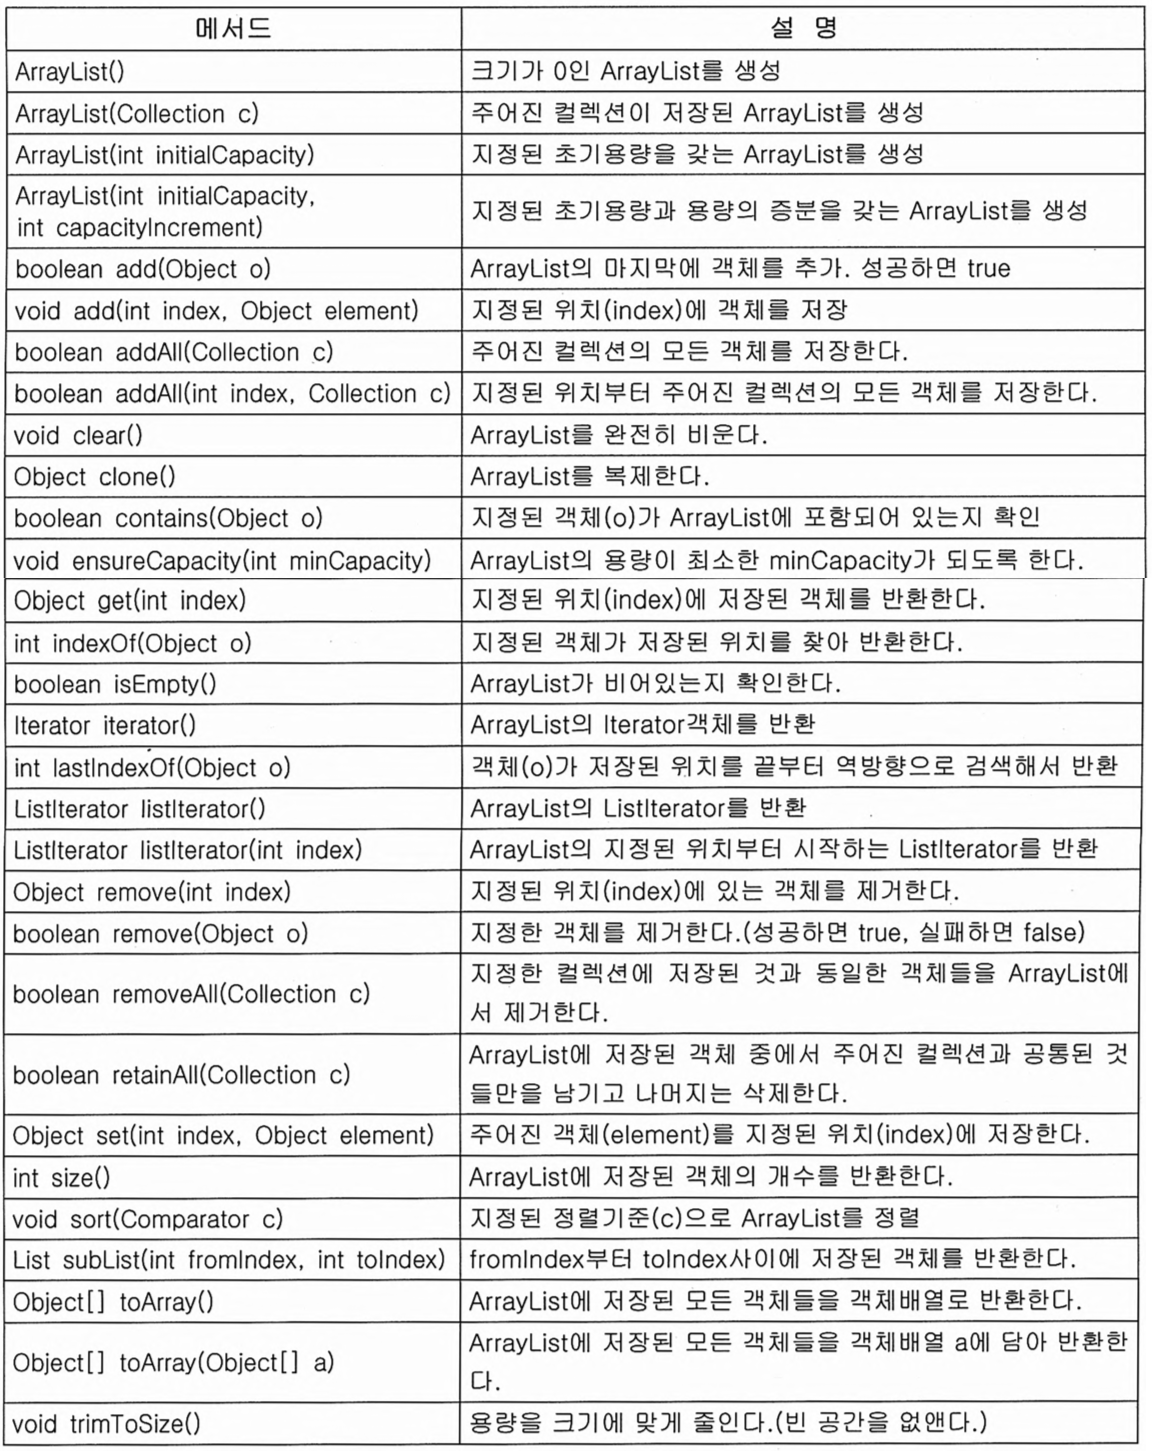 메서드 설 명
ArrayList() 크기가 0인 ArrayList를 생성
ArrayList(Collection c) 주어진 컬렉션이 저장된 ArrayList를 생성
ArrayList(int initialCapacity) 지정된 초기용량을 갖는 ArrayList를 생성
ArrayList(int initialCapacity,
int capacityIncrement) 지정된 초기용량과 용량의 증분을 갖는 ArrayList를 생성
boolean add(Object o) ArrayList의 마지막에 객체를 추가. 성공하면 true
void add(int index, Object element) 지정된 위치(index)에 객체를 저장
boolean addAll(Collection c) 주어진 컬렉션의 모든 객체를 저장한다.
boolean addAll(int index, Collection c) 지정된 위치부터 주어진 컬렉션의 모든 객체를 저장한다.
void clear() ArrayList를 완전히 비운다.
Object clone() ArrayList를 복제한다.
boolean contains(Object o) 지정된 객체(o)가 ArrayList에 포함되어 있는지 확인
void ensureCapacity(int minCapacity) ArrayList의 용량이 최소한 minCapacity가 되도록 한다.
Object get(int index) 지정된 위치(index)에 저장된 객체를 반환한다.
int indexOf(Object o) 지정된 객체가 저장된 위치를 찾아 반환한다.
boolean isEmpty() ArrayList가 비어있는지 확인한다.
Iterator iterator() ArrayList의 Iterator객체를 반환
int lastIndexOf(Object o) 객체(o)가 저장된 위치를 끝부터 역방향으로 검색해서 반환
ListIterator listIterator() ArrayList의 ListIterator를 반환
ListIterator listIterator(int index) ArrayList의 지정된 위치부터 시작하는 ListIterator를 반환
Object remove(int index) 지정된 위치(index)에 있는 객체를 제거한다.
boolean remove(Object o) 지정한 객체를 제거한다.(성공하면 true, 실패하면 false)
boolean removeAll(Collection c) 지정한 컬렉션에 저장된 것과 동일한 객체들을 ArrayList에
서 제거한다.
boolean retainAll(Collection c) ArrayList에 저장된 객체 중에서 주어진 컬렉션과 공통된 것
들만을 남기고 나머지는 삭제한다.
Object set(int index, Object element) 주어진 객체(element)를 지정된 위치(index)에 저장한다.
int size() ArrayList에 저장된 객체의 개수를 반환한다.
void sort(Comparator c) 지정된 정렬기준(c)으로 ArrayList를 정렬
List subList(int fromIndex, int toIndex) fromIndex부터 toIndex사이에 저장된 객체를 반환한다.
Object[] toArray() ArrayList에 저장된 모든 객체들을 객체배열로 반환한다.
Object[] toArray(Object[] a) ArrayList에 저장된 모든 객체들을 객체배열 a에 담아 반환한
다.
void trimToSize() 용량을 크기에 맞게 줄인다.(빈 공간을 없앤다.)